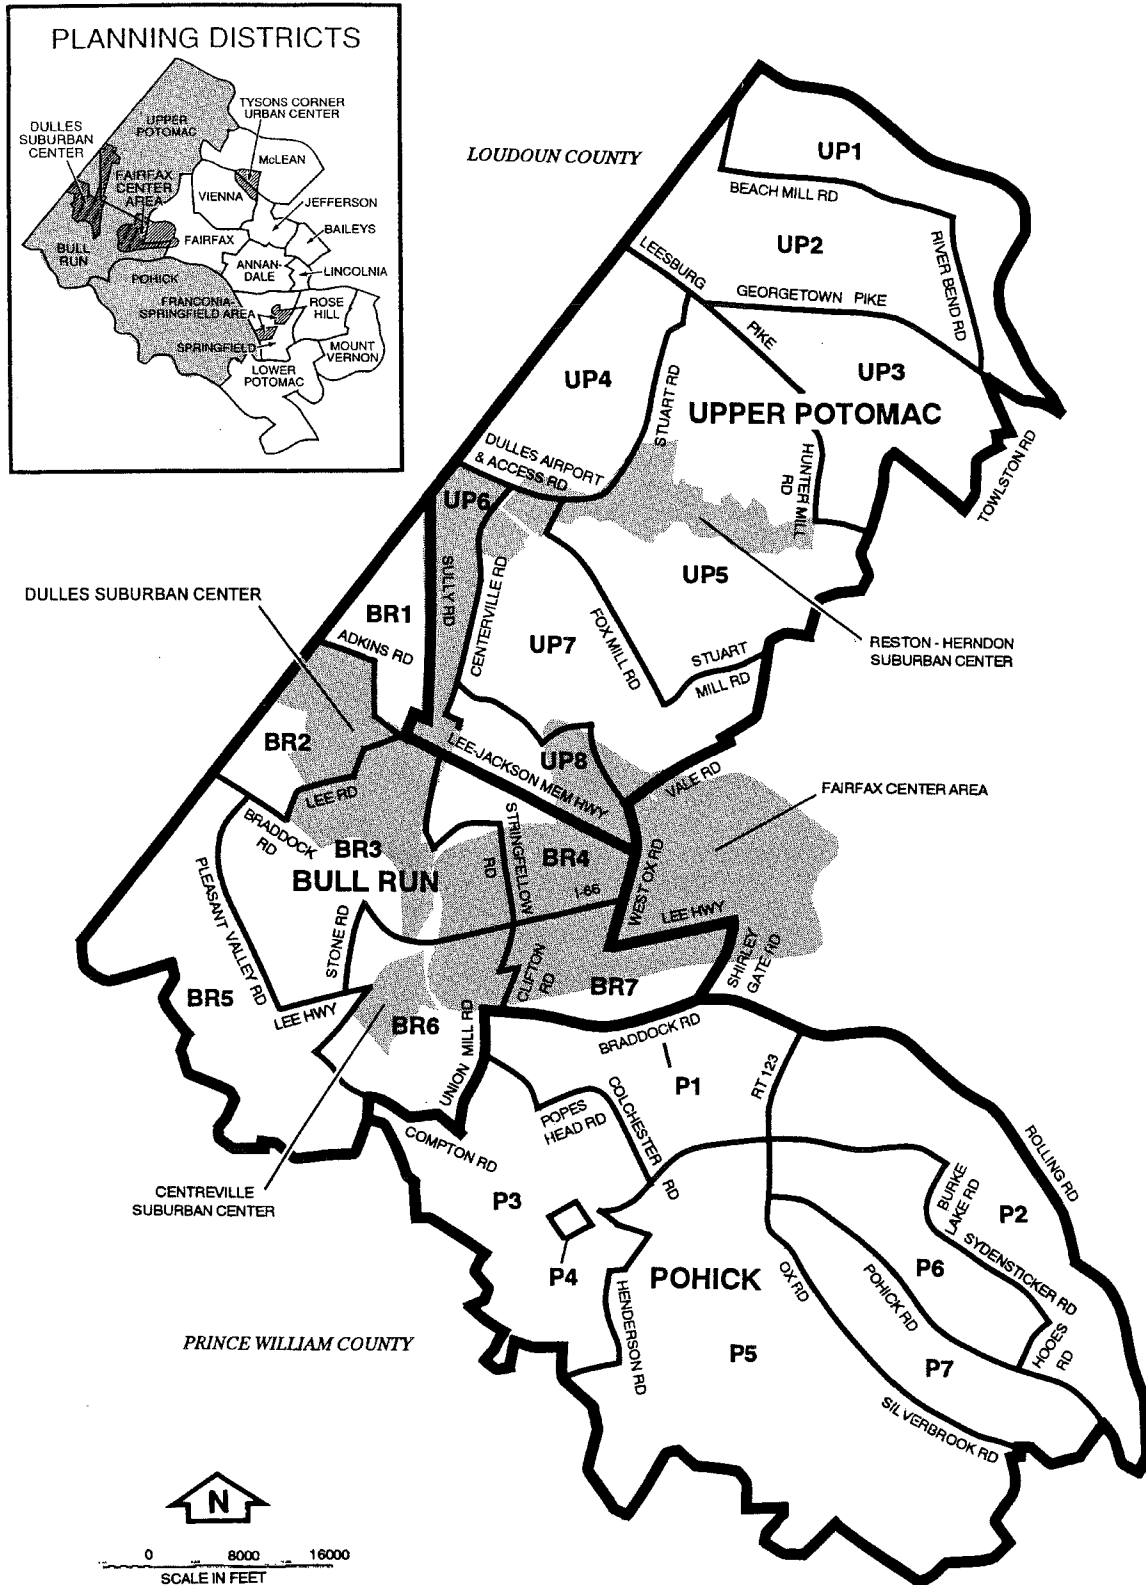 PLANNING DISTRICTS
TYSONS CORNER
URBAN CENTER
UPPER
POTOMAC
DULLES
SUBURBAN
CENTER
McLEAN
FAIRFAX
CENTER
AREA
VIENNA
JEFFERSON
BAILEYS
FAIRFAX
BULL
RUN
ANNAN-
DALE
LINCOLNIA
POHICK
FRANCONIA-
SPRINGFIELD AREA
ROSE
HILL
SPRINGFIELD
MOUNT
VERNON
LOWER
POTOMAC
LOUDOUN COUNTY
UP1
BEACH MILL RD
UP2
RIVER BEND RD
LEESBURG
PIKE
GEORGETOWN PIKE
UP3
UP4
STUART RD
UPPER POTOMAC
HUNTER MILL
RD
TOWLSTON RD
DULLES AIRPORT
& ACCESS RD
UP6
SULLY RD
CENTERVILLE RD
UP5
DULLES SUBURBAN CENTER
BR1
ADKINS RD
UP7
FOX MILL RD
STUART
MILL RD
RESTON - HERNDON
SUBURBAN CENTER
BR2
LEE RD
LEE-JACKSON MEM HWY
UP8
VALE RD
FAIRFAX CENTER AREA
BRADDOCK
RD
BR3
BULL RUN
STRINGFELLOW
RD
BR4
I-66
WEST OX RD
LEE HWY
SHIRLEY
GATE RD
PLEASANT VALLEY RD
STONE RD
CLIFTON
RD
BR7
BR5
LEE HWY
BR6
UNION MILL RD
BRADDOCK RD
P1
RT 123
POPES
HEAD RD
COLCHESTER
RD
COMPTON RD
ROLLING RD
CENTREVILLE
SUBURBAN CENTER
P3
BURKE
LAKE RD
P2
SYDENSTICKER RD
P4
POHICK
P6
OX RD
POHICK RD
HENDERSON RD
HOOES
RD
PRINCE WILLIAM COUNTY
P5
P7
SILVERBROOK RD
N
0 8000 16000
SCALE IN FEET